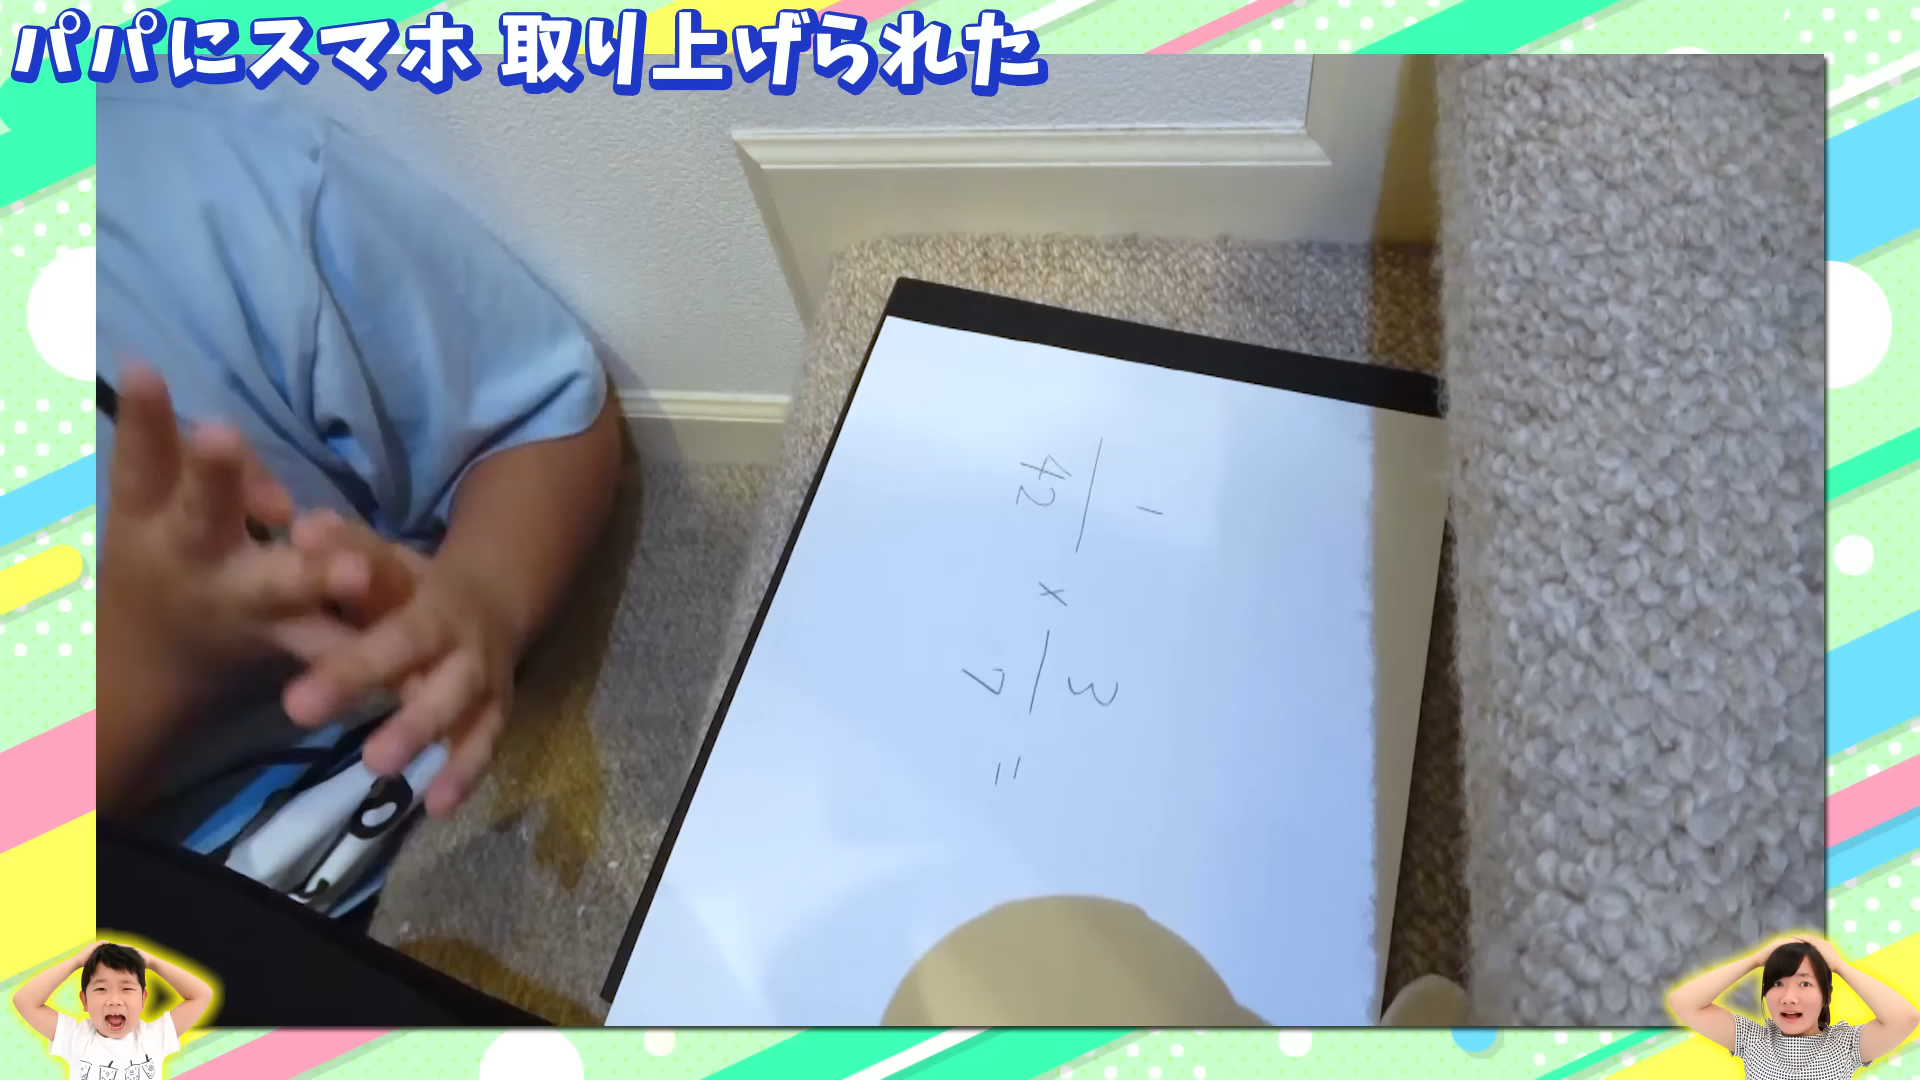 パパにスマホ 取り上げられた
1/42 × 3/7 =